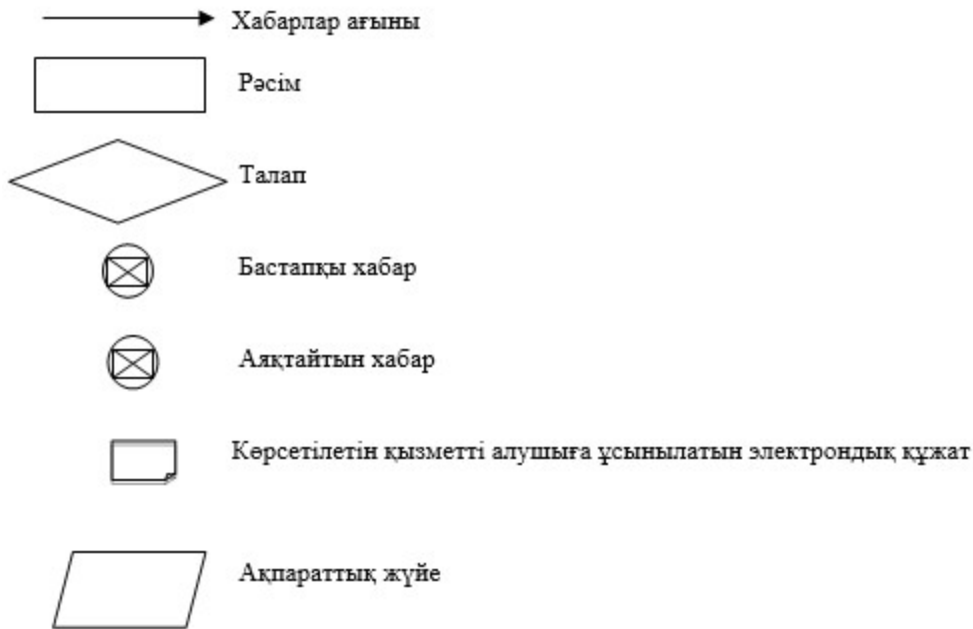 Хабарлар ағыны
Рәсім
Талап
Бастапқы хабар
Аяқтайтын хабар
Көрсетілетін қызметті алушыға ұсынылатын электрондық құжат
Ақпараттық жүйе